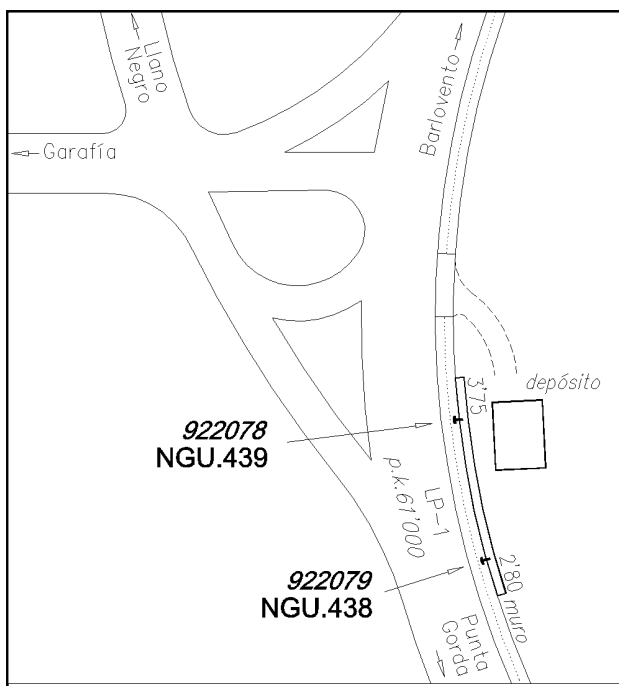 Llano
Negro
Barlovento
Garafía
depósito
3'75
922078
NGU.439
LP-1
p.k.61'000
922079
NGU.438
2'80 muro
Punta
Gorda